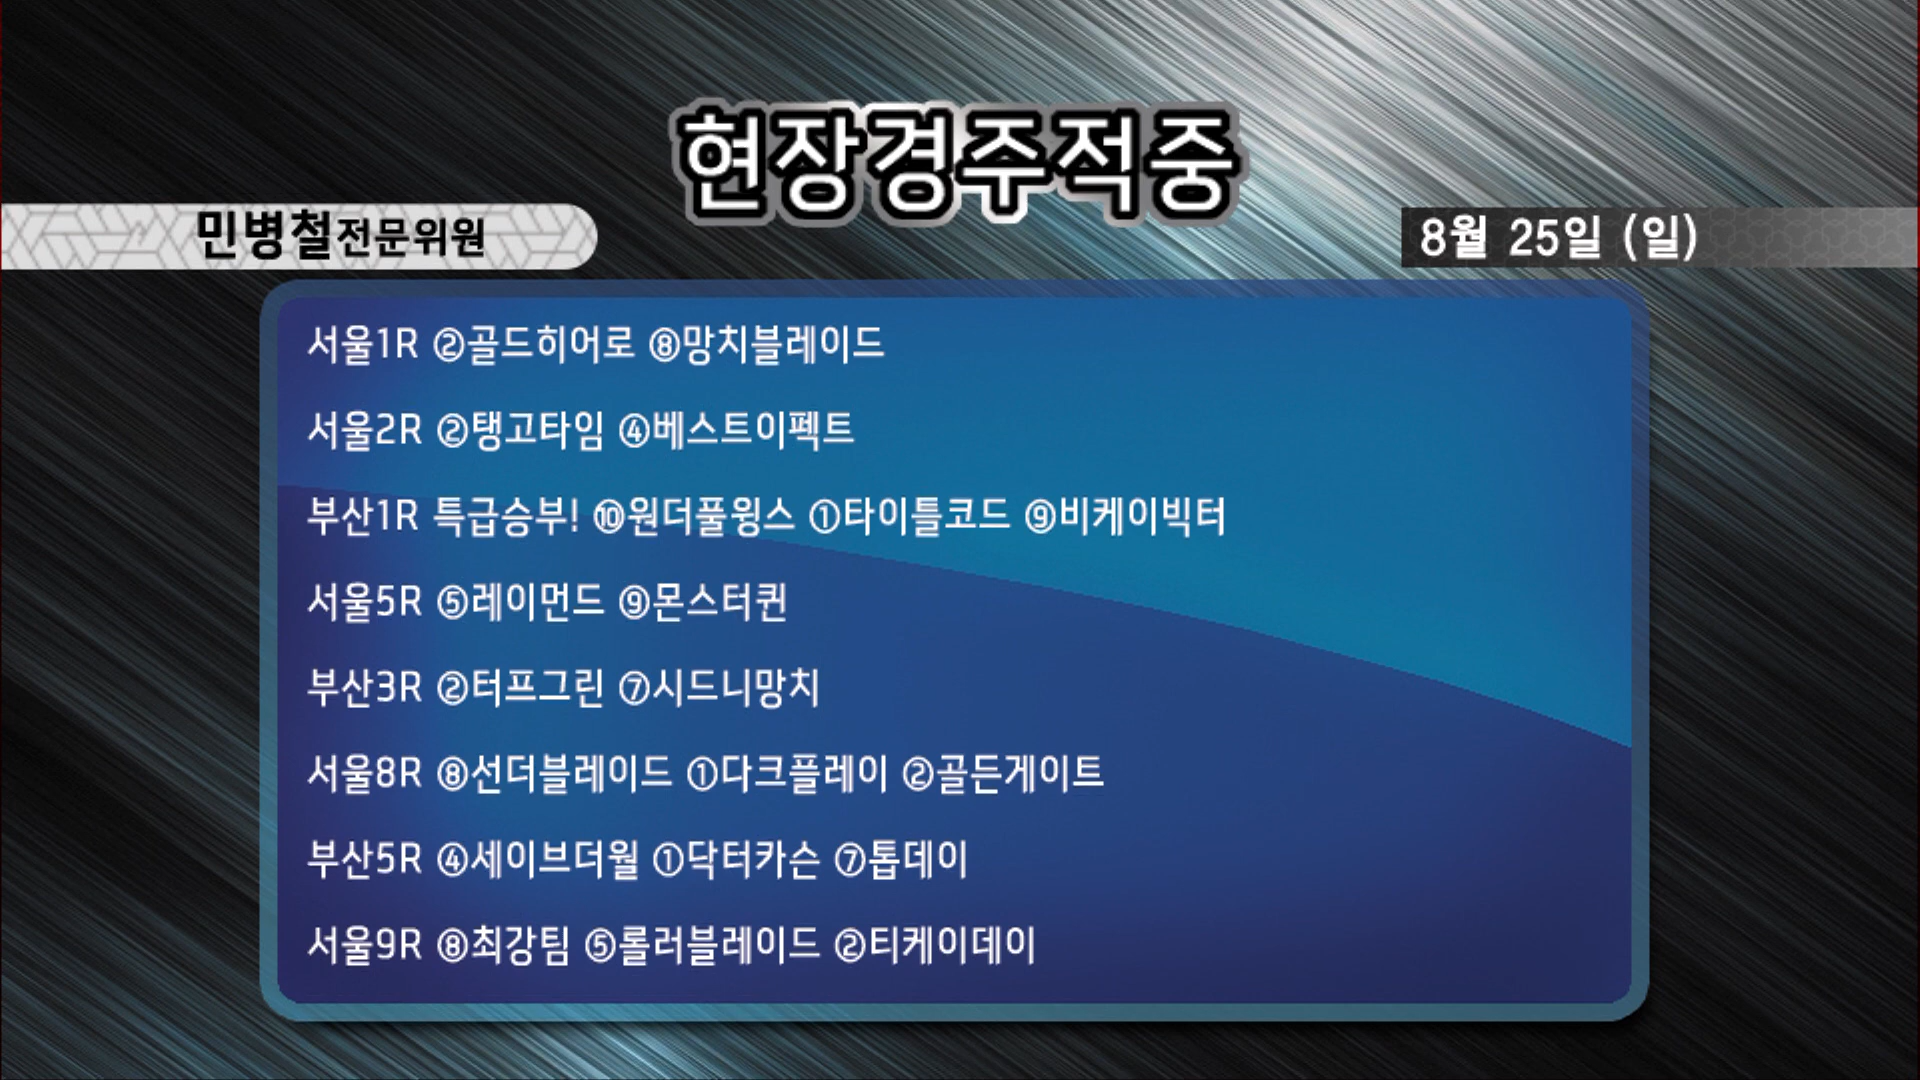 현장경주적중
민병철전문위원
8월 25일 (일)
서울1R ②골드히어로 ⑧망치블레이드
서울2R ②탱고타임 ④베스트이펙트
부산1R 특급승부! ⑩원더풀윙스 ①타이틀코드 ⑨비케이빅터
서울5R ⑤레이먼드 ⑨몬스터퀸
부산3R ②터프그린 ⑦시드니망치
서울8R ⑧선더블레이드 ①다크플레이 ②골든게이트
부산5R ④세이브더월 ①닥터카슨 ⑦톱데이
서울9R ⑧최강팀 ⑤롤러블레이드 ②티케이데이